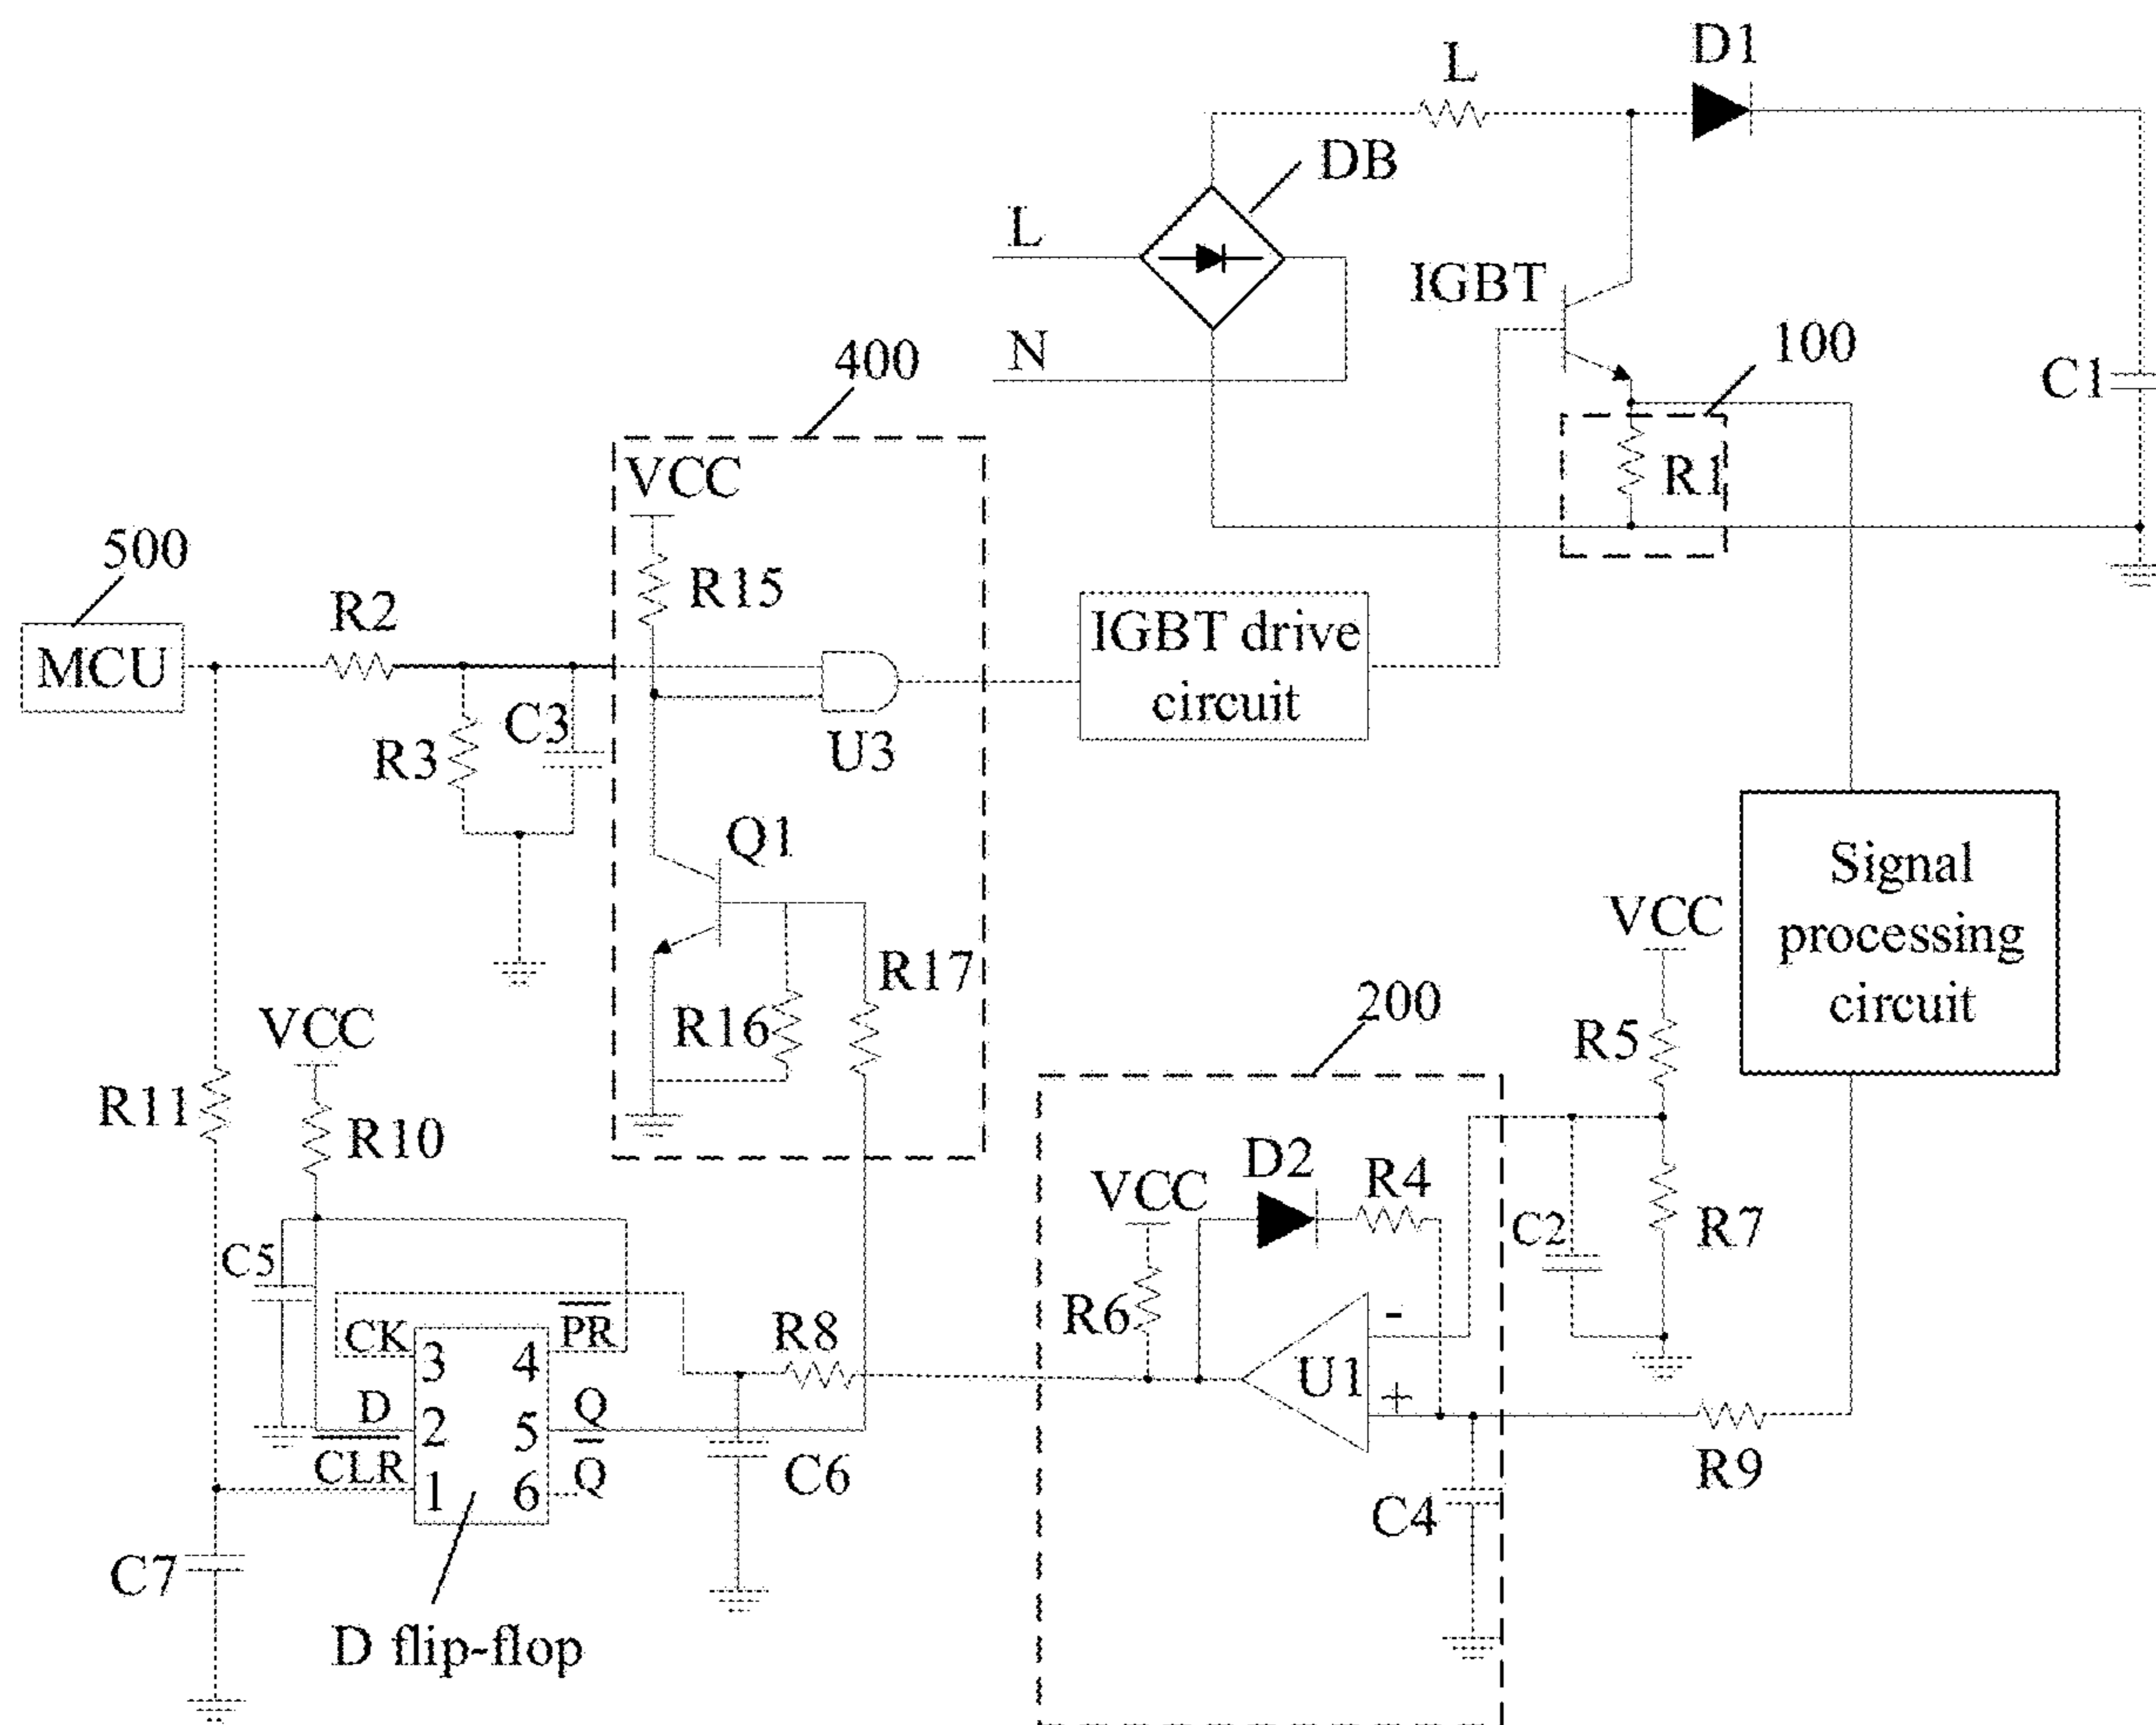 D1
L
DB
L
IGBT
100
N
400
C1
VCC
R1
500
R15
R2
IGBT drive
circuit
MCU
C3
R3
U3
Q1
Signal
processing
circuit
VCC
R17
200
R16
VCC
R5
R11
R10
D2
R4
VCC
C2
R7
C5
R6
PR
R8
CK
3
4
-
U1
+
D
Q
2
5
CLR
Q
1
6
C6
R9
C4
C7
D flip-flop